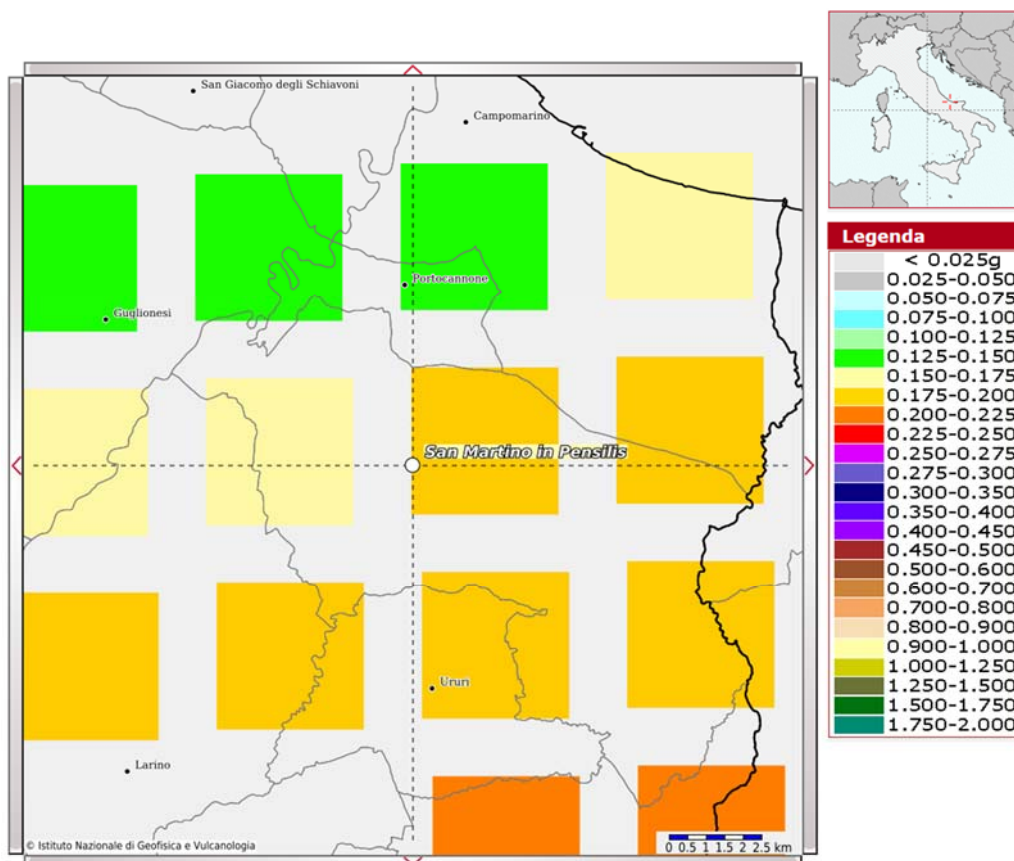 San Giacomo degli Schiavoni
Campomarino
Portocannone
Guglionesi
San Martino in Pensilis
Ururi
Larino
© Istituto Nazionale di Geofisica e Vulcanologia
0 0.5 1 1.5 2 2.5 km
Legenda
< 0.025g
0.025-0.050
0.050-0.075
0.075-0.100
0.100-0.125
0.125-0.150
0.150-0.175
0.175-0.200
0.200-0.225
0.225-0.250
0.250-0.275
0.275-0.300
0.300-0.350
0.350-0.400
0.400-0.450
0.450-0.500
0.500-0.600
0.600-0.700
0.700-0.800
0.800-0.900
0.900-1.000
1.000-1.250
1.250-1.500
1.500-1.750
1.750-2.000